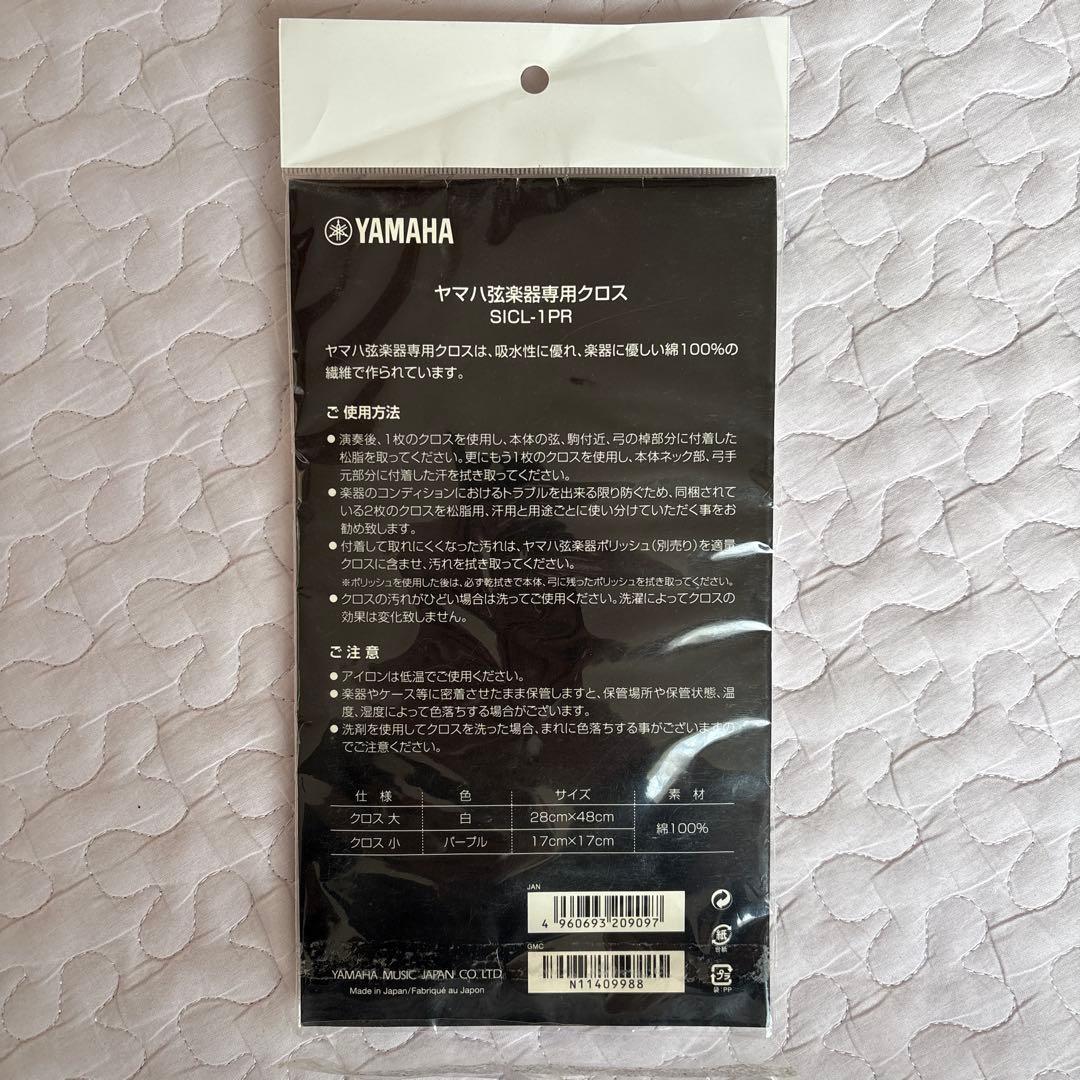 YAMAHA
ヤマハ弦楽器専用クロス
SICL-1PR
ヤマハ弦楽器専用クロスは、吸水性に優れ、楽器に優しい綿100%の
繊維で作られています。
ご使用方法
●演奏後、1枚のクロスを使用し、本体の弦、駒付近、弓の棹部分に付着した
松脂を取ってください。更にもう1枚のクロスを使用し、本体ネック部、弓手
元部分に付着した汗を拭き取ってください。
●楽器のコンディションにおけるトラブルを出来る限り防ぐため、同梱されて
いる2枚のクロスを松脂用、汗用と用途ごとに使い分けていただく事をお
勧め致します。
●付着して取れにくくなった汚れは、ヤマハ弦楽器ポリッシュ(別売り)を適量
クロスに含ませ、汚れを拭き取ってください。
※ポリッシュを使用した後は、必ず乾拭きで本体、弓に残ったポリッシュを拭き取ってください。
●クロスの汚れがひどい場合は洗ってご使用ください。洗濯によってクロスの
効果は変化致しません。
ご注意
●アイロンは低温でご使用ください。
●楽器やケース等に密着させたまま保管しますと、保管場所や保管状態、温
度、湿度によって色落ちする場合がございます。
●洗剤を使用してクロスを洗った場合、まれに色落ちする事がございますの
でご注意ください。
仕様 色 サイズ 素材
クロス 大 白 28cm×48cm 綿100%
クロス 小 パープル 17cm×17cm
JAN
4 960693 209097
GMC
N11409988
紙
台紙
プラ
袋:PP
YAMAHA MUSIC JAPAN CO. LTD
Made in Japan/Fabriqué au Japon